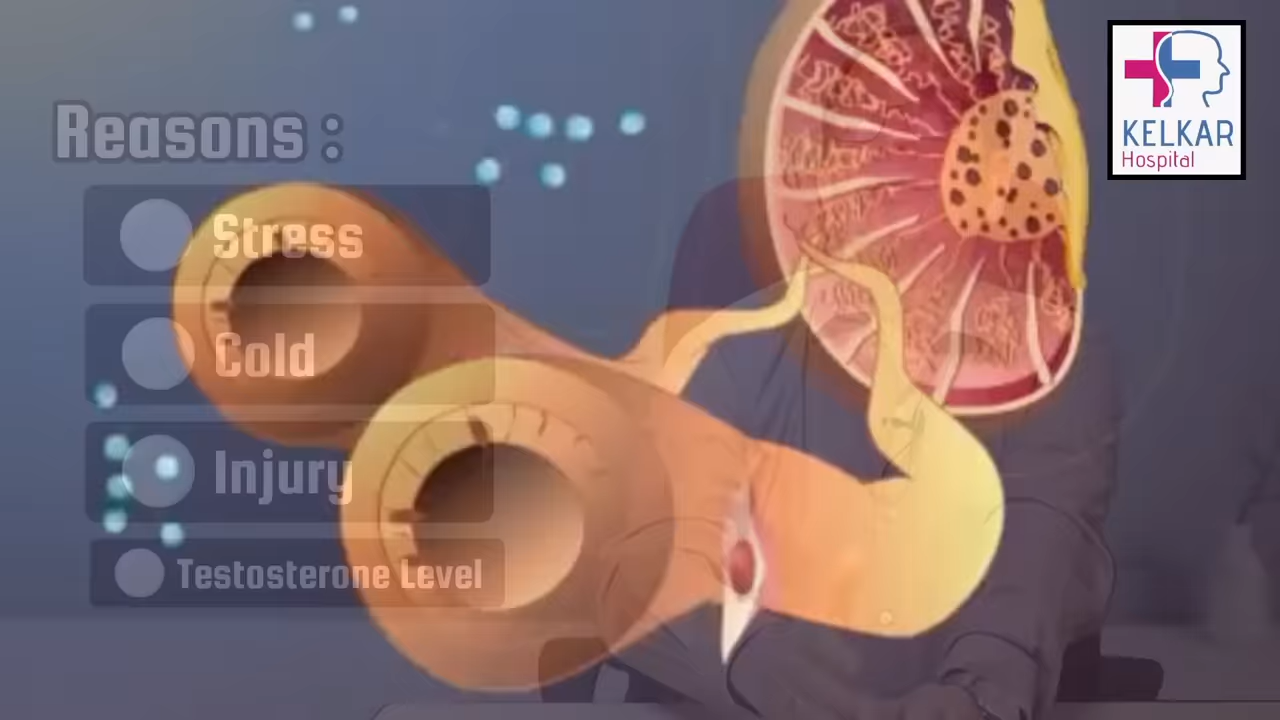 Reasons :
Stress
Cold
Injury
Testosterone Level
KELKAR
Hospital